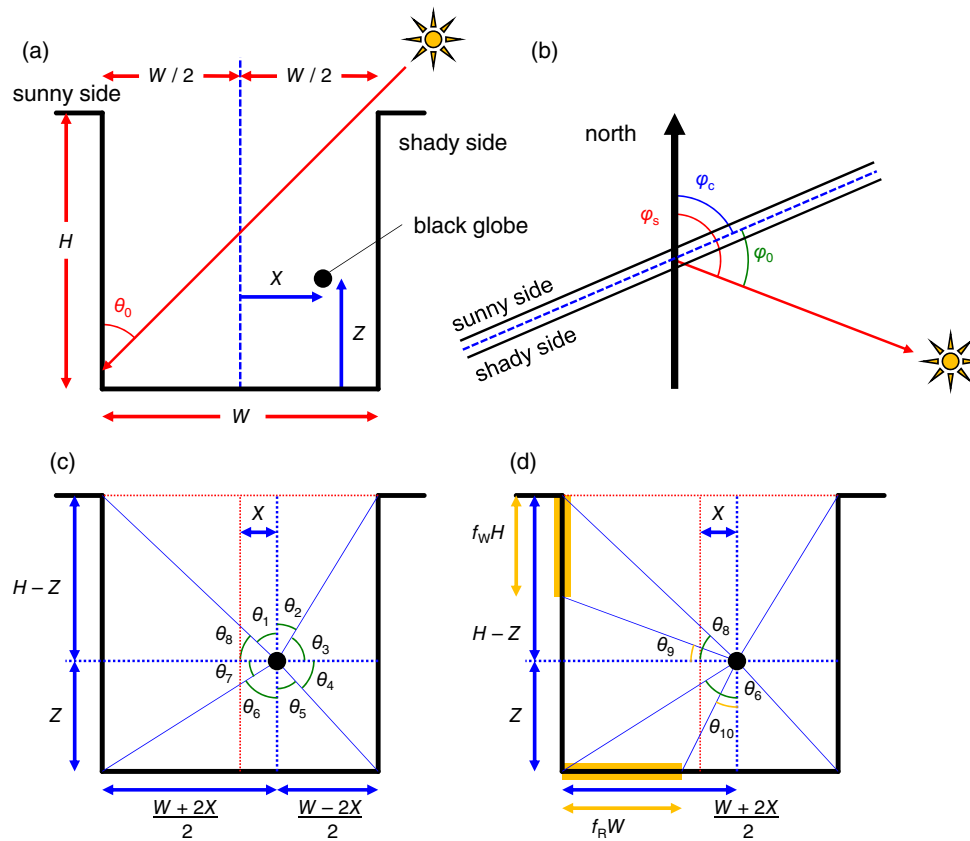 (a)
W / 2
W / 2
sunny side
shady side
H
black globe
X
θ0
Z
W
(b)
north
φc
φs
φ0
sunny side
shady side
(c)
X
H – Z
θ1
θ2
θ8
θ3
θ7
θ4
Z
θ6
θ5
W + 2X
2
W – 2X
2
(d)
X
fWH
H – Z
θ8
θ9
Z
θ6
θ10
fRW
W + 2X
2